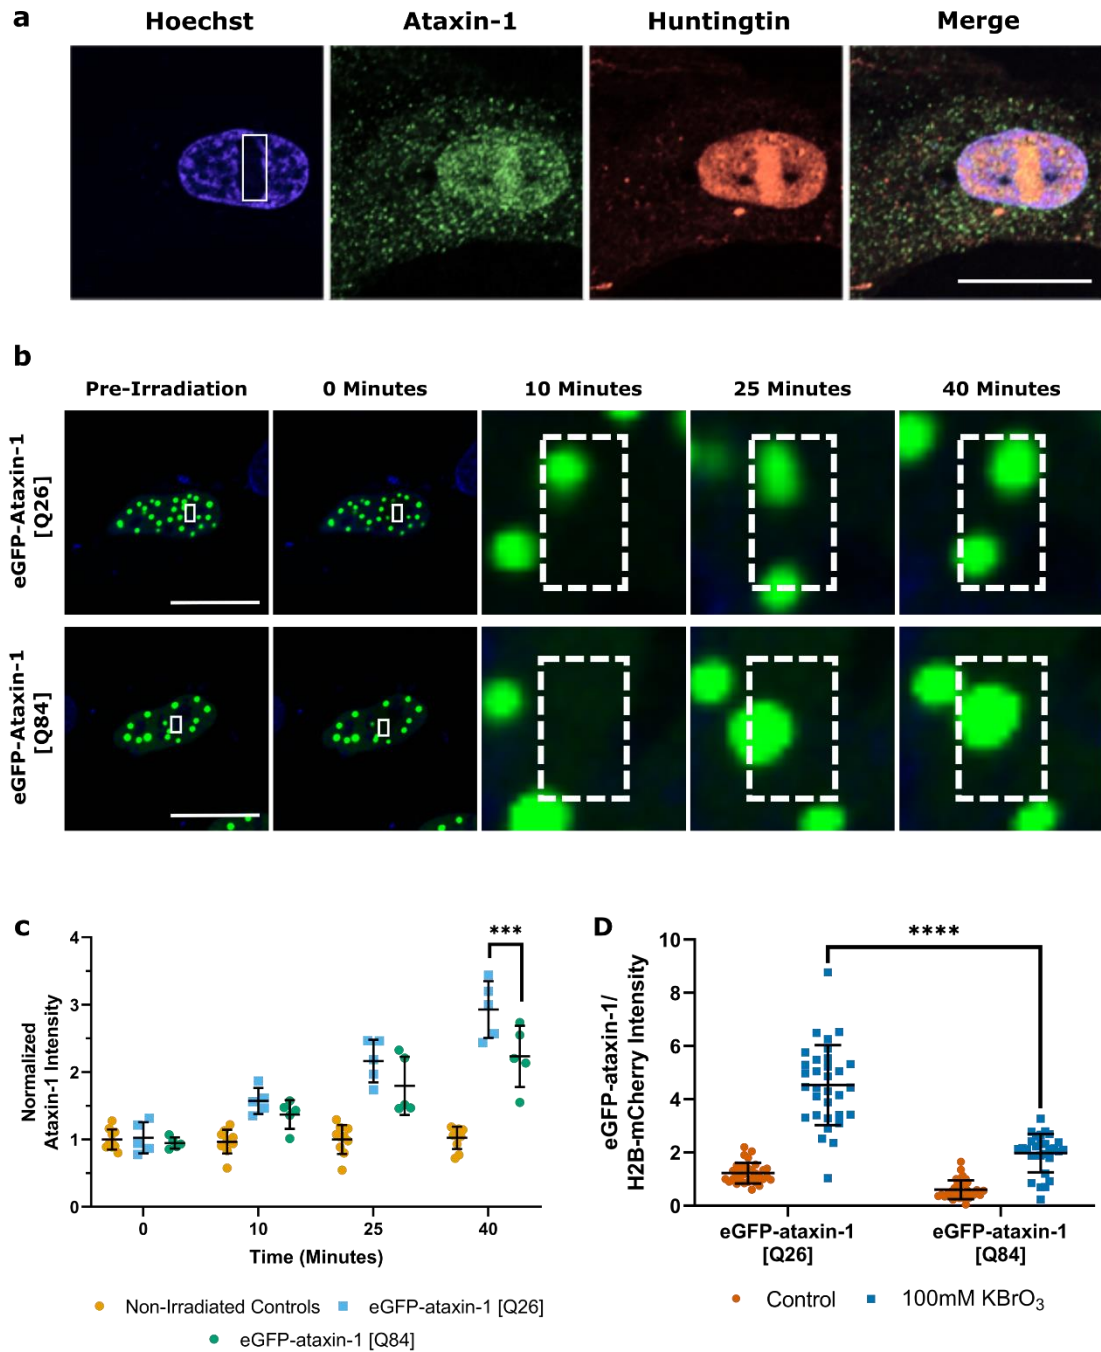 a
Hoechst Ataxin-1 Huntingtin Merge
b
Pre-Irradiation 0 Minutes 10 Minutes 25 Minutes 40 Minutes
eGFP-Ataxin-1
[Q26]
eGFP-Ataxin-1
[Q84]
c
Normalized
Ataxin-1 Intensity
4
3
2
1
0
***
0 10 25 40
Time (Minutes)
Non-Irradiated Controls eGFP-ataxin-1 [Q26]
eGFP-ataxin-1 [Q84]
D
eGFP-ataxin-1/
H2B-mCherry Intensity
10
8
6
4
2
0
****
eGFP-ataxin-1
[Q26]
eGFP-ataxin-1
[Q84]
Control 100mM KBrO₃